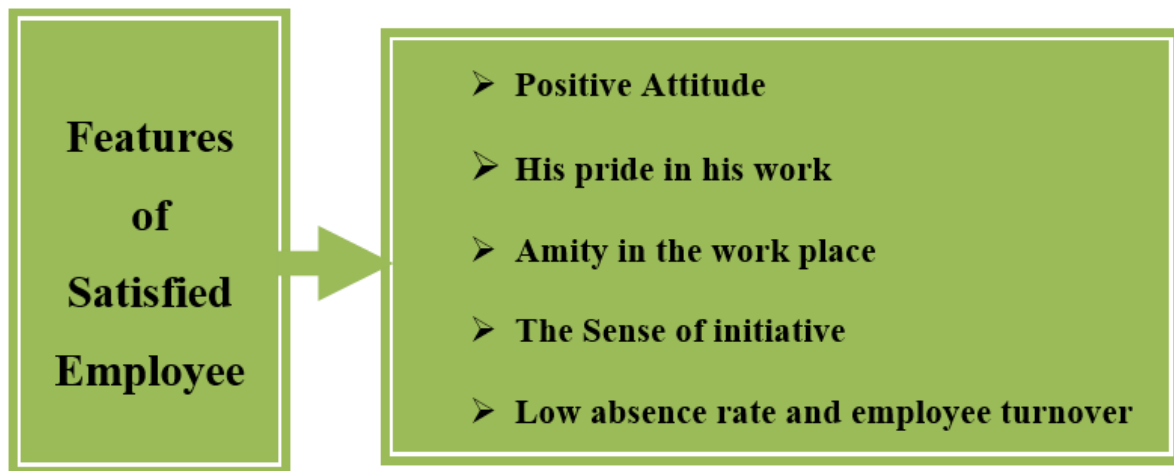 Features
of
Satisfied
Employee
➢ Positive Attitude
➢ His pride in his work
➢ Amity in the work place
➢ The Sense of initiative
➢ Low absence rate and employee turnover